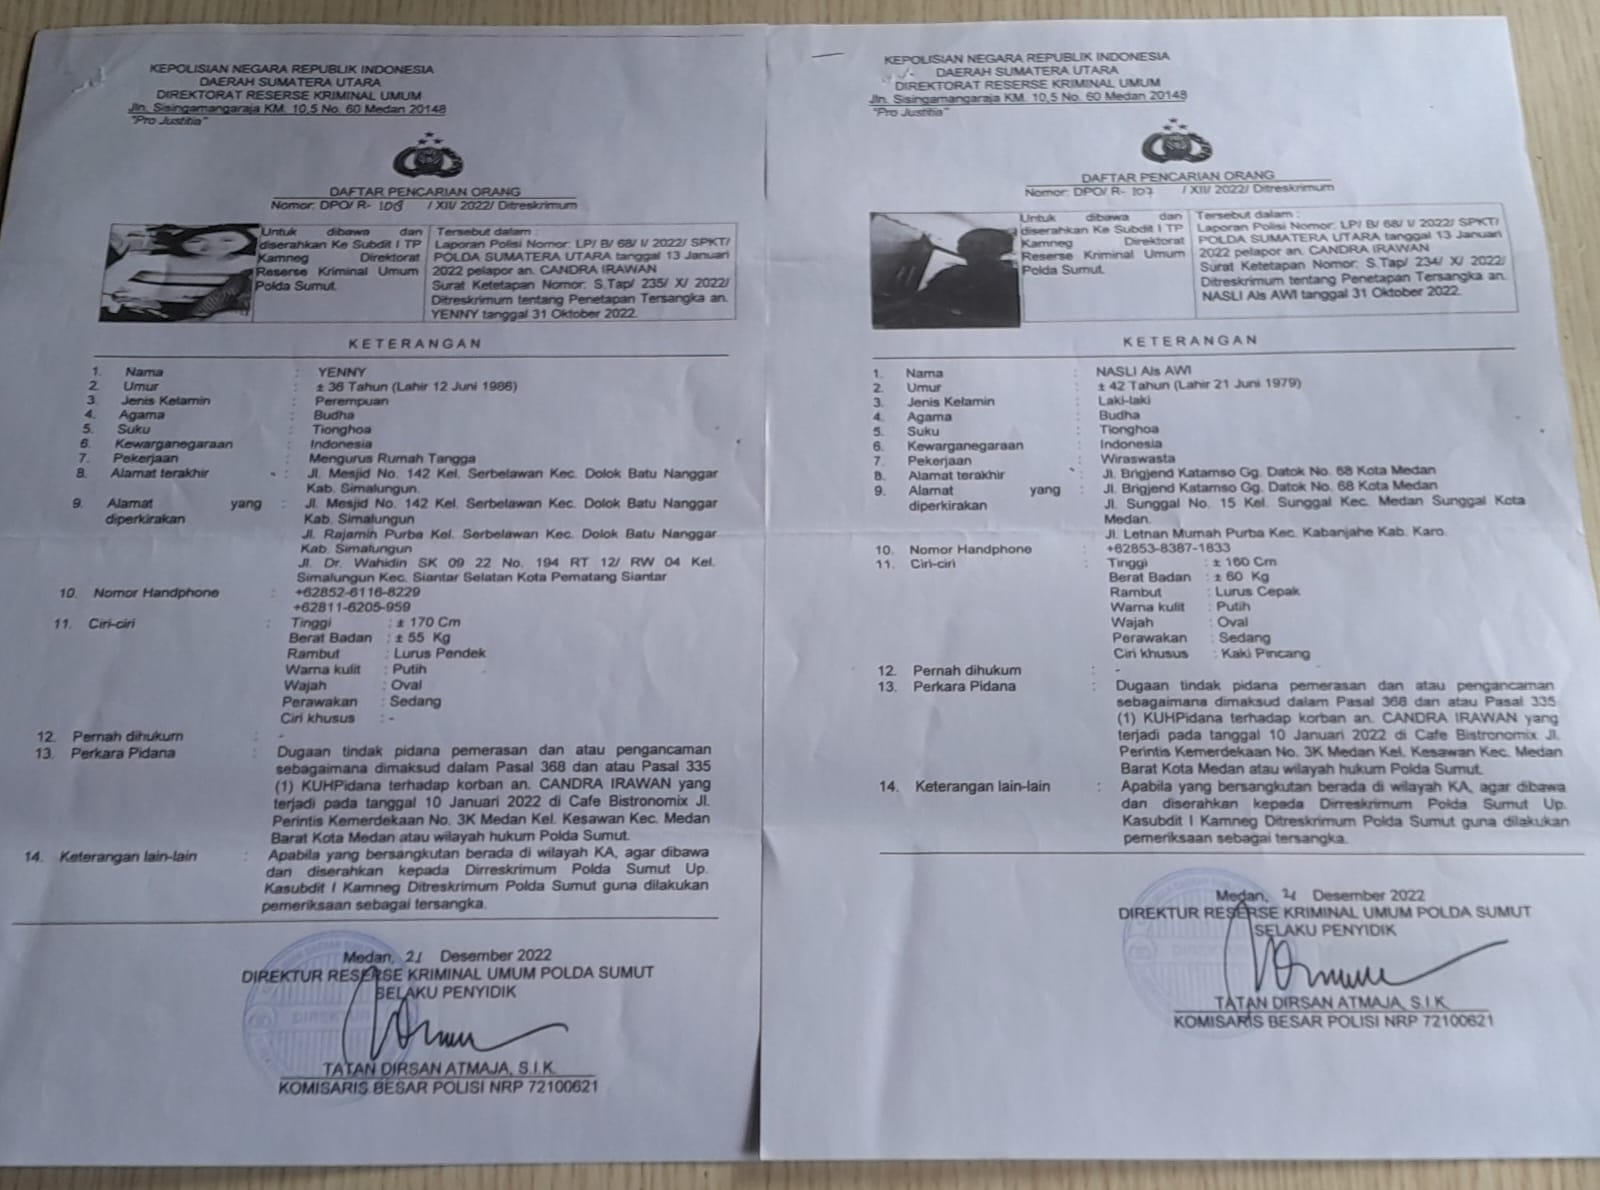 KEPOLISIAN NEGARA REPUBLIK INDONESIA
DAERAH SUMATERA UTARA
DIREKTORAT RESERSE KRIMINAL UMUM
Jln. Sisingamangaraja KM. 10,5 No. 60 Medan 20148
"Pro Justitia"
DAFTAR PENCARIAN ORANG
Nomor: DPO/ R- 108 / XII/ 2022/ Ditreskrimum
Untuk dibawa dan
diserahkan Ke Subdit I TP
Kamneg Direktorat
Reserse Kriminal Umum
Polda Sumut.
Tersebut dalam :
Laporan Polisi Nomor: LP/ B/ 68/ I/ 2022/ SPKT/
POLDA SUMATERA UTARA tanggal 13 Januari
2022 pelapor an. CANDRA IRAWAN
Surat Ketetapan Nomor: S.Tap/ 235/ X/ 2022/
Ditreskrimum tentang Penetapan Tersangka an.
YENNY tanggal 31 Oktober 2022.
KETERANGAN
1. Nama : YENNY
2. Umur : ± 36 Tahun (Lahir 12 Juni 1986)
3. Jenis Kelamin : Perempuan
4. Agama : Budha
5. Suku : Tionghoa
6. Kewarganegaraan : Indonesia
7. Pekerjaan : Mengurus Rumah Tangga
8. Alamat terakhir : Jl. Mesjid No. 142 Kel. Serbelawan Kec. Dolok Batu Nanggar
Kab. Simalungun.
9. Alamat yang : Jl. Mesjid No. 142 Kel. Serbelawan Kec. Dolok Batu Nanggar
diperkirakan Kab. Simalungun
Jl. Rajamin Purba Kel. Serbelawan Kec. Dolok Batu Nanggar
Kab. Simalungun
Jl. Dr. Wahidin SK 09 22 No. 194 RT 12/ RW 04 Kel.
Simalungun Kec. Siantar Selatan Kota Pematang Siantar
10. Nomor Handphone : +62852-6116-8229
+62811-6205-959
11. Ciri-ciri : Tinggi : ± 170 Cm
Berat Badan : ± 55 Kg
Rambut : Lurus Pendek
Warna kulit : Putih
Wajah : Oval
Perawakan : Sedang
Ciri khusus : -
12. Pernah dihukum : -
13. Perkara Pidana : Dugaan tindak pidana pemerasan dan atau pengancaman
sebagaimana dimaksud dalam Pasal 368 dan atau Pasal 335
(1) KUHPidana terhadap korban an. CANDRA IRAWAN yang
terjadi pada tanggal 10 Januari 2022 di Cafe Bistronomix Jl.
Perintis Kemerdekaan No. 3K Medan Kel. Kesawan Kec. Medan
Barat Kota Medan atau wilayah hukum Polda Sumut.
14. Keterangan lain-lain : Apabila yang bersangkutan berada di wilayah KA, agar dibawa
dan diserahkan kepada Dirreskrimum Polda Sumut Up.
Kasubdit I Kamneg Ditreskrimum Polda Sumut guna dilakukan
pemeriksaan sebagai tersangka.
Medan, 21 Desember 2022
DIREKTUR RESERSE KRIMINAL UMUM POLDA SUMUT
SELAKU PENYIDIK
DIREKTUR
TATAN DIRSAN ATMAJA, S.I.K.
KOMISARIS BESAR POLISI NRP 72100621
KEPOLISIAN NEGARA REPUBLIK INDONESIA
DAERAH SUMATERA UTARA
DIREKTORAT RESERSE KRIMINAL UMUM
Jln. Sisingamangaraja KM. 10,5 No. 60 Medan 20148
"Pro Justitia"
DAFTAR PENCARIAN ORANG
Nomor: DPO/ R- 107 / XII/ 2022/ Ditreskrimum
Untuk dibawa dan
diserahkan Ke Subdit I TP
Kamneg Direktorat
Reserse Kriminal Umum
Polda Sumut.
Tersebut dalam :
Laporan Polisi Nomor: LP/ B/ 68/ I/ 2022/ SPKT/
POLDA SUMATERA UTARA tanggal 13 Januari
2022 pelapor an. CANDRA IRAWAN
Surat Ketetapan Nomor: S.Tap/ 234/ X/ 2022/
Ditreskrimum tentang Penetapan Tersangka an.
NASLI Als AWI tanggal 31 Oktober 2022.
KETERANGAN
1. Nama : NASLI Als AWI
2. Umur : ± 42 Tahun (Lahir 21 Juni 1979)
3. Jenis Kelamin : Laki-laki
4. Agama : Budha
5. Suku : Tionghoa
6. Kewarganegaraan : Indonesia
7. Pekerjaan : Wiraswasta
8. Alamat terakhir : Jl. Brigjend Katamso Gg. Datok No. 68 Kota Medan
9. Alamat yang : Jl. Brigjend Katamso Gg. Datok No. 68 Kota Medan
diperkirakan Jl. Sunggal No. 15 Kel. Sunggal Kec. Medan Sunggal Kota
Medan.
Jl. Letnan Mumah Purba Kec. Kabanjahe Kab. Karo.
10. Nomor Handphone : +62853-8387-1833
11. Ciri-ciri : Tinggi : ± 160 Cm
Berat Badan : ± 60 Kg
Rambut : Lurus Cepak
Warna kulit : Putih
Wajah : Oval
Perawakan : Sedang
Ciri khusus : Kaki Pincang
12. Pernah dihukum : -
13. Perkara Pidana : Dugaan tindak pidana pemerasan dan atau pengancaman
sebagaimana dimaksud dalam Pasal 368 dan atau Pasal 335
(1) KUHPidana terhadap korban an. CANDRA IRAWAN yang
terjadi pada tanggal 10 Januari 2022 di Cafe Bistronomix Jl.
Perintis Kemerdekaan No. 3K Medan Kel. Kesawan Kec. Medan
Barat Kota Medan atau wilayah hukum Polda Sumut.
14. Keterangan lain-lain : Apabila yang bersangkutan berada di wilayah KA, agar dibawa
dan diserahkan kepada Dirreskrimum Polda Sumut Up.
Kasubdit I Kamneg Ditreskrimum Polda Sumut guna dilakukan
pemeriksaan sebagai tersangka.
Medan, 21 Desember 2022
DIREKTUR RESERSE KRIMINAL UMUM POLDA SUMUT
SELAKU PENYIDIK
TATAN DIRSAN ATMAJA, S.I.K.
KOMISARIS BESAR POLISI NRP 72100621